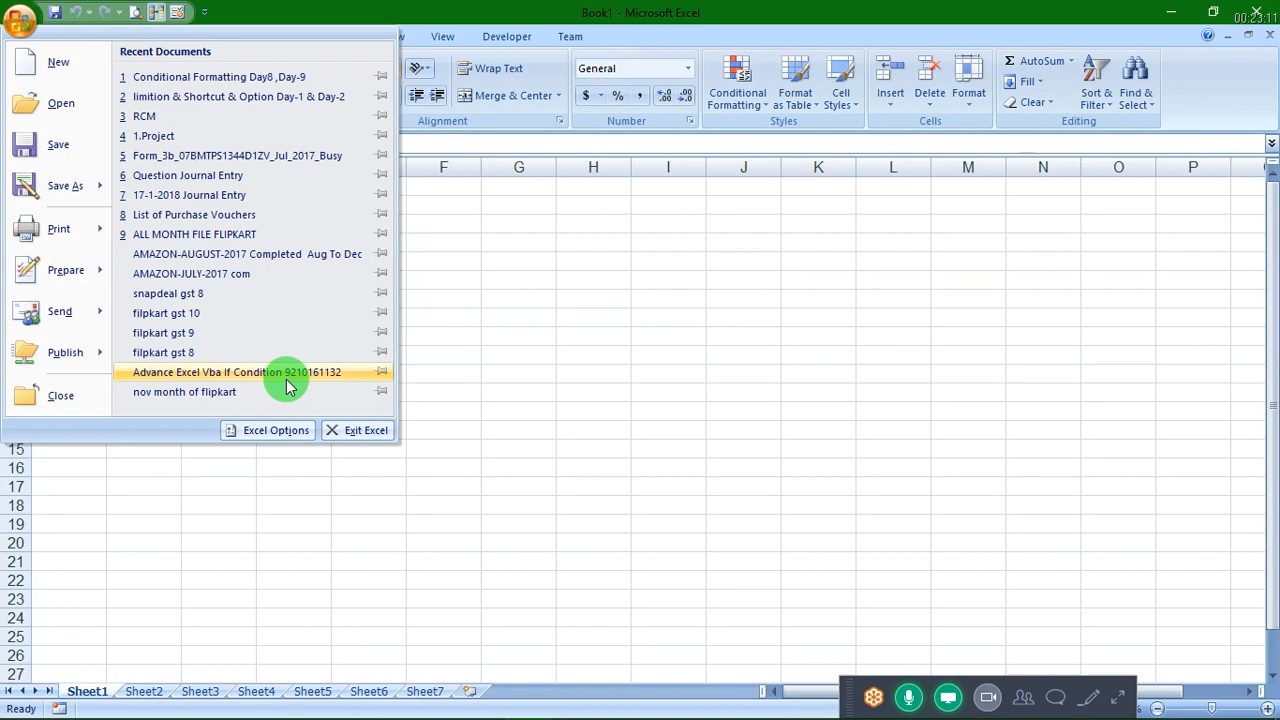 Book1 - Microsoft Excel
00:23:11
View Developer Team
Wrap Text
Merge & Center
Alignment
General
$ % ,
Number
Conditional Formatting
Format as Table
Cell Styles
Styles
Insert
Delete
Format
Cells
AutoSum
Fill
Clear
Sort & Filter
Find & Select
Editing
New
Open
Save
Save As
Print
Prepare
Send
Publish
Close
Recent Documents
1 Conditional Formatting Day8 ,Day-9
2 limition & Shortcut & Option Day-1 & Day-2
3 RCM
4 1.Project
5 Form_3b_07BMTPS1344D1ZV_Jul_2017_Busy
6 Question Journal Entry
7 17-1-2018 Journal Entry
8 List of Purchase Vouchers
9 ALL MONTH FILE FLIPKART
AMAZON-AUGUST-2017 Completed Aug To Dec
AMAZON-JULY-2017 com
snapdeal gst 8
filpkart gst 10
filpkart gst 9
filpkart gst 8
Advance Excel Vba If Condition 9210161132
nov month of flipkart
Excel Options
Exit Excel
F G H I J K L M N O P
15
16
17
18
19
20
21
22
23
24
25
26
27
Sheet1 Sheet2 Sheet3 Sheet4 Sheet5 Sheet6 Sheet7
Ready